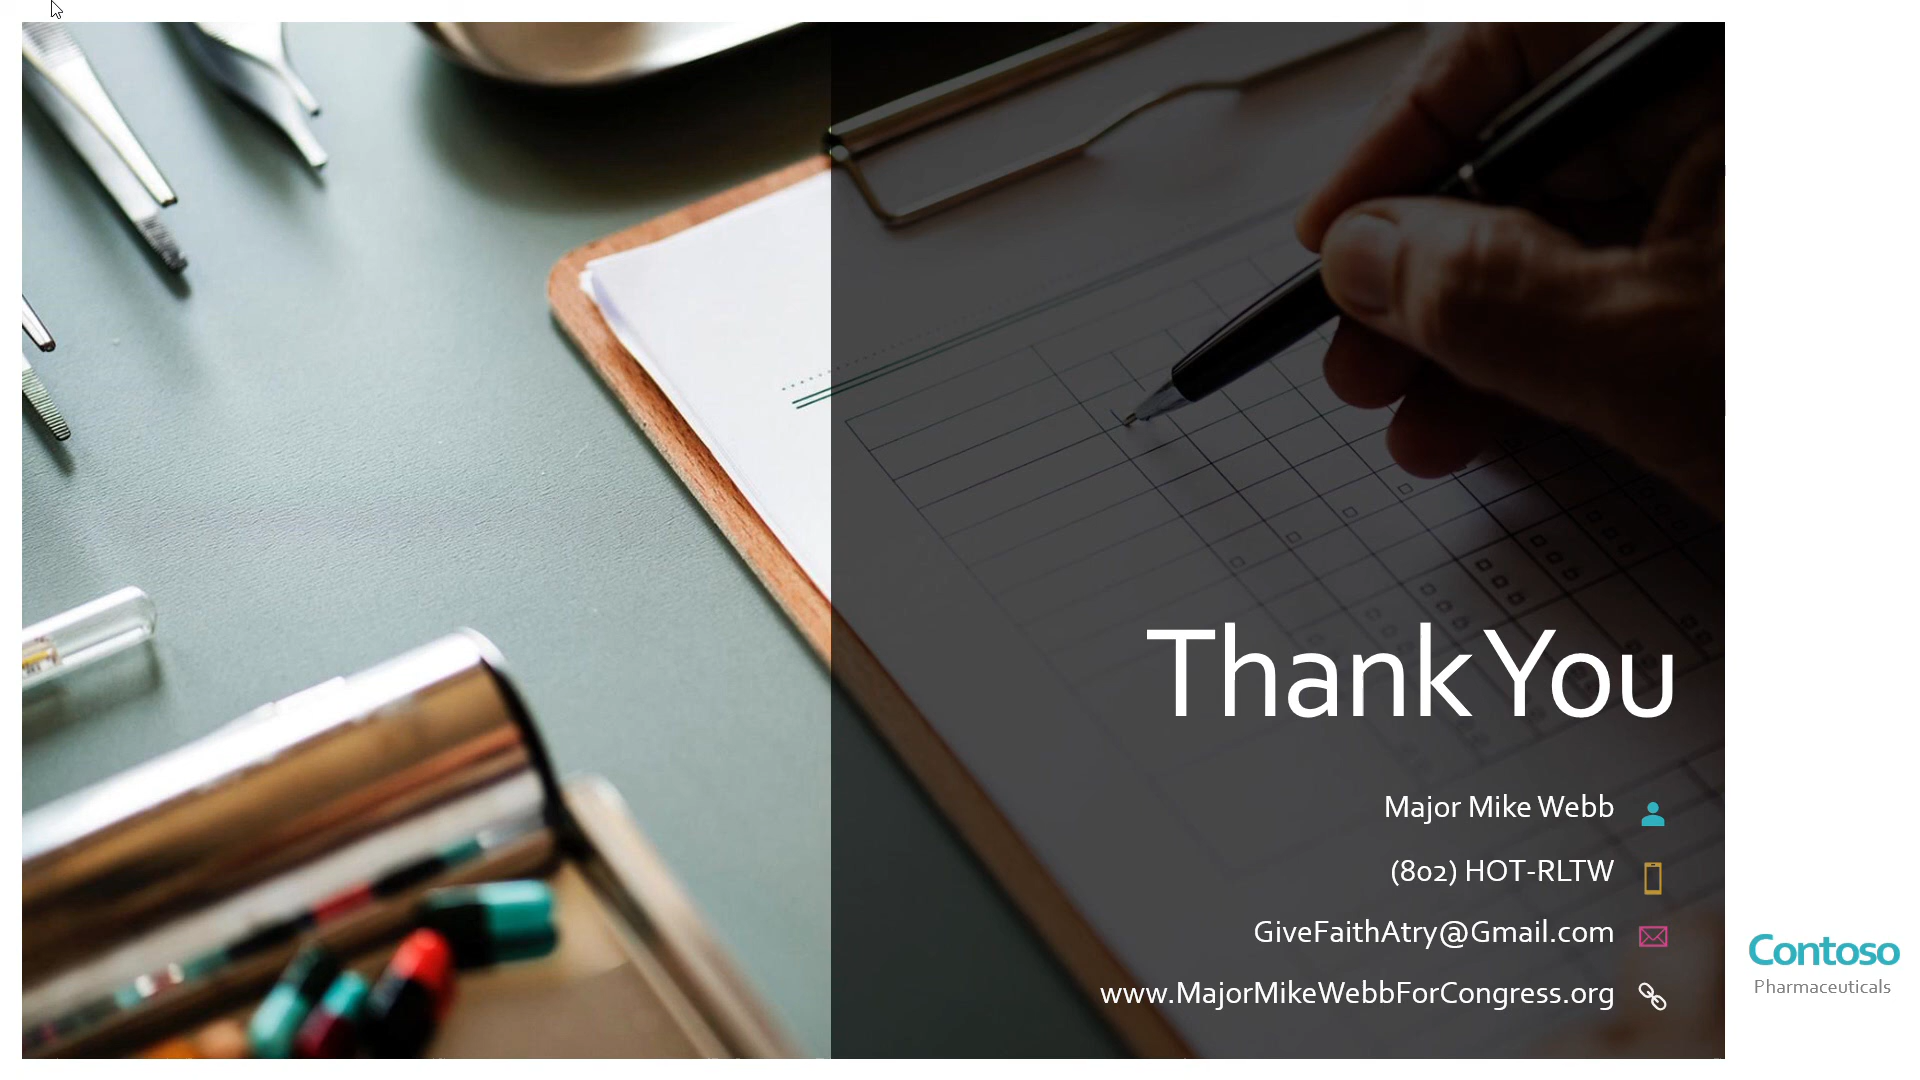 Thank You
Major Mike Webb
(802) HOT-RLTW
GiveFaithAtry@Gmail.com
www.MajorMikeWebbForCongress.org
Contoso
Pharmaceuticals